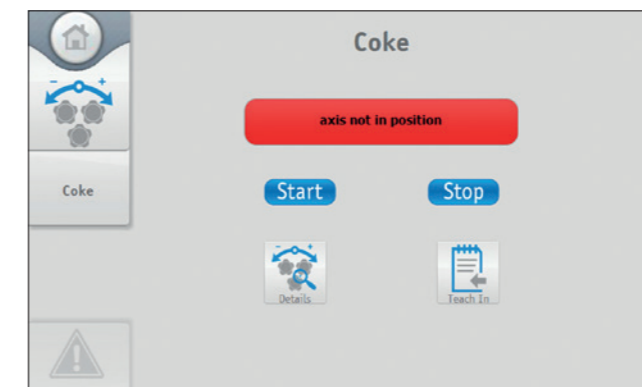 Coke
axis not in position
Coke
Start
Stop
Details
Teach In